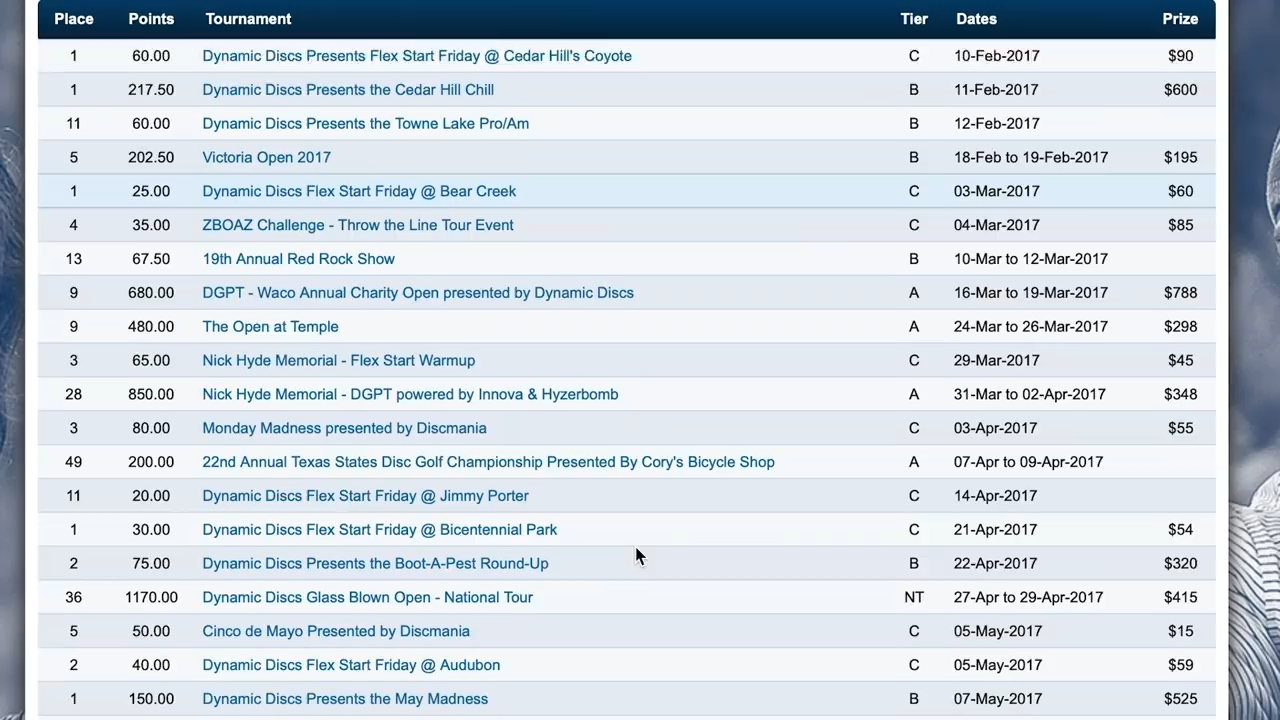 Place Points Tournament Tier Dates Prize
1 60.00 Dynamic Discs Presents Flex Start Friday @ Cedar Hill's Coyote C 10-Feb-2017 $90
1 217.50 Dynamic Discs Presents the Cedar Hill Chill B 11-Feb-2017 $600
11 60.00 Dynamic Discs Presents the Towne Lake Pro/Am B 12-Feb-2017
5 202.50 Victoria Open 2017 B 18-Feb to 19-Feb-2017 $195
1 25.00 Dynamic Discs Flex Start Friday @ Bear Creek C 03-Mar-2017 $60
4 35.00 ZBOAZ Challenge - Throw the Line Tour Event C 04-Mar-2017 $85
13 67.50 19th Annual Red Rock Show B 10-Mar to 12-Mar-2017
9 680.00 DGPT - Waco Annual Charity Open presented by Dynamic Discs A 16-Mar to 19-Mar-2017 $788
9 480.00 The Open at Temple A 24-Mar to 26-Mar-2017 $298
3 65.00 Nick Hyde Memorial - Flex Start Warmup C 29-Mar-2017 $45
28 850.00 Nick Hyde Memorial - DGPT powered by Innova & Hyzerbomb A 31-Mar to 02-Apr-2017 $348
3 80.00 Monday Madness presented by Discmania C 03-Apr-2017 $55
49 200.00 22nd Annual Texas States Disc Golf Championship Presented By Cory's Bicycle Shop A 07-Apr to 09-Apr-2017
11 20.00 Dynamic Discs Flex Start Friday @ Jimmy Porter C 14-Apr-2017
1 30.00 Dynamic Discs Flex Start Friday @ Bicentennial Park C 21-Apr-2017 $54
2 75.00 Dynamic Discs Presents the Boot-A-Pest Round-Up B 22-Apr-2017 $320
36 1170.00 Dynamic Discs Glass Blown Open - National Tour NT 27-Apr to 29-Apr-2017 $415
5 50.00 Cinco de Mayo Presented by Discmania C 05-May-2017 $15
2 40.00 Dynamic Discs Flex Start Friday @ Audubon C 05-May-2017 $59
1 150.00 Dynamic Discs Presents the May Madness B 07-May-2017 $525